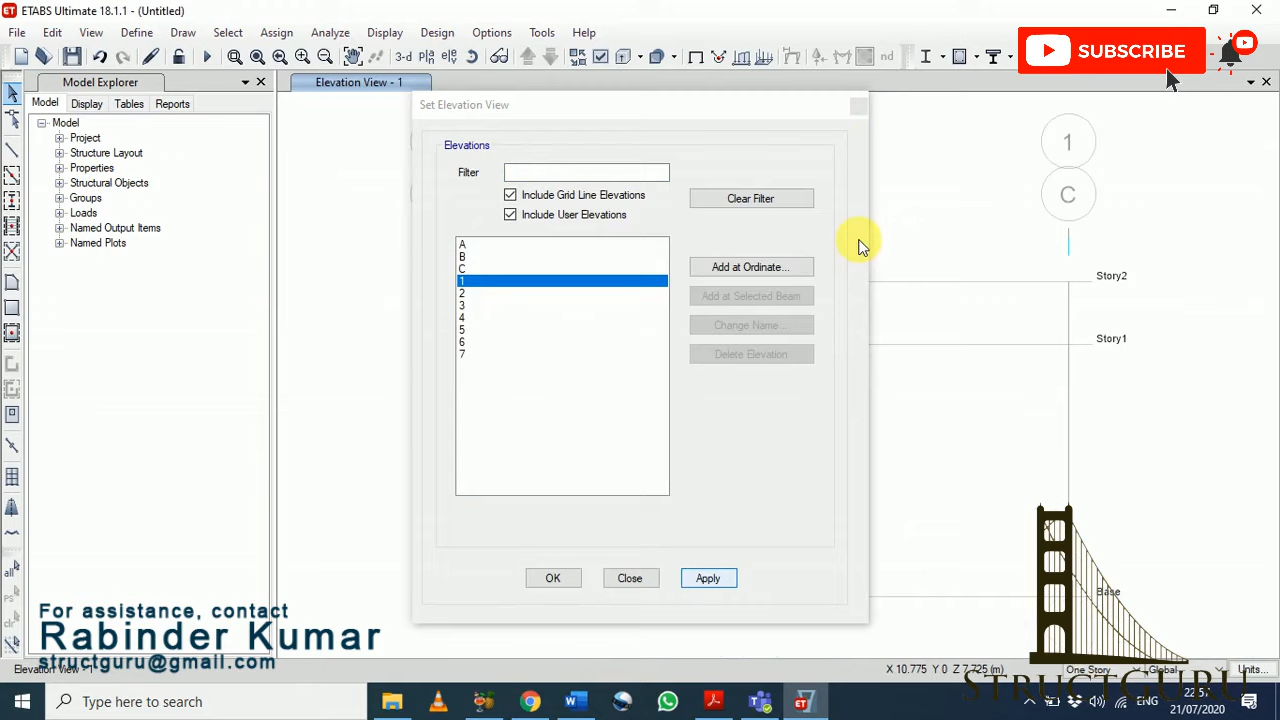 ETABS Ultimate 18.1.1 - (Untitled)
File Edit View Define Draw Select Assign Analyze Display Design Options Tools Help
SUBSCRIBE
3-d nd
Model Explorer
Elevation View - 1
Model Display Tables Reports
Model
Project
Structure Layout
Properties
Structural Objects
Groups
Loads
Named Output Items
Named Plots
Set Elevation View
Elevations
Filter
Include Grid Line Elevations
Include User Elevations
Clear Filter
A
B
C
1
2
3
4
5
6
7
Add at Ordinate...
Add at Selected Beam
Change Name...
Delete Elevation
OK Close Apply
1
C
Story2
Story1
Base
all
ps
clr
For assistance, contact
Rabinder Kumar
structguru@gmail.com
Elevation View - 1
X 10.775 Y 0 Z 7.725 (m)
One Story
Global
Units...
STRUCTGURU
Type here to search
ENG
21/07/2020